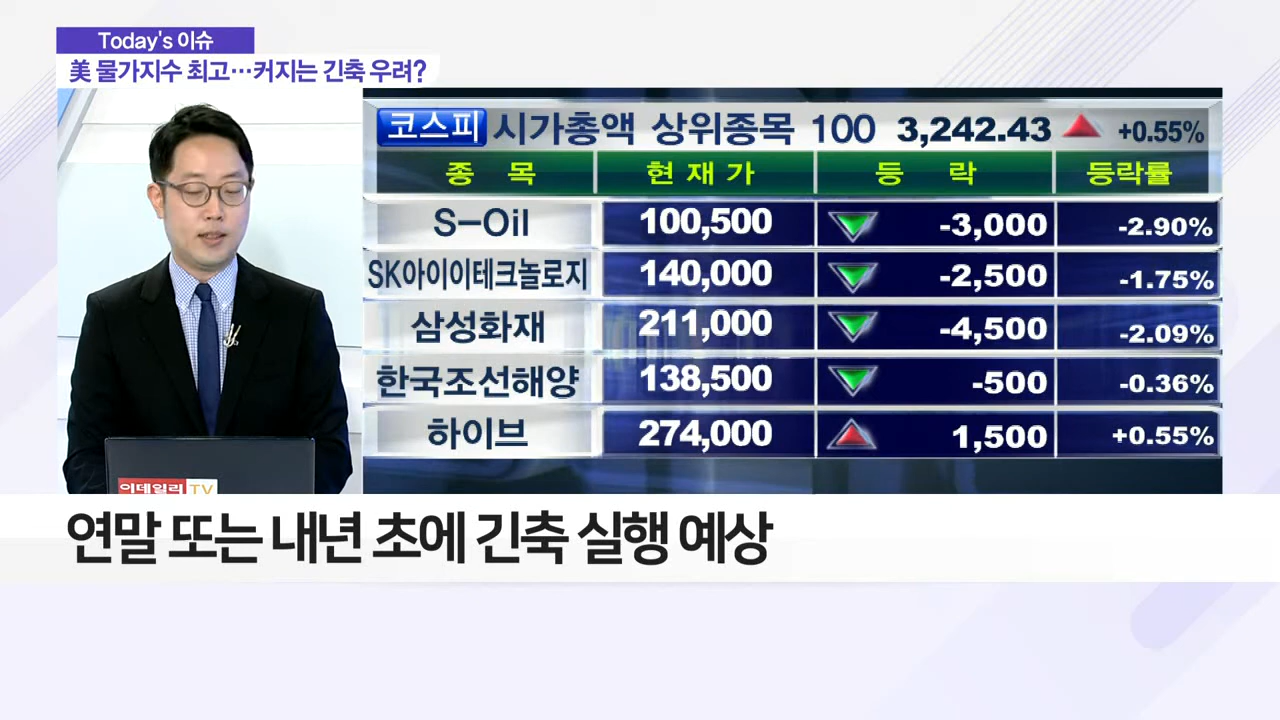 Today's 이슈
美 물가지수 최고…커지는 긴축 우려?
코스피 시가총액 상위종목 100 3,242.43 ▲ +0.55%
종 목 현 재 가 등 락 등락률
S-Oil 100,500 ▼ -3,000 -2.90%
SK아이이테크놀로지 140,000 ▼ -2,500 -1.75%
삼성화재 211,000 ▼ -4,500 -2.09%
한국조선해양 138,500 ▼ -500 -0.36%
하이브 274,000 ▲ 1,500 +0.55%
이데일리 TV
연말 또는 내년 초에 긴축 실행 예상